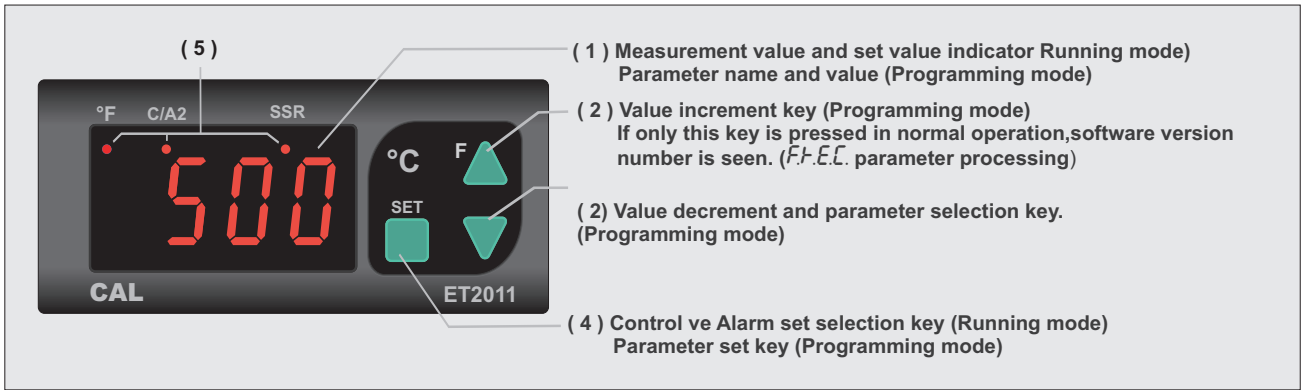 ( 5 )
( 1 ) Measurement value and set value indicator Running mode)
Parameter name and value (Programming mode)
( 2 ) Value increment key (Programming mode)
If only this key is pressed in normal operation,software version
number is seen. (F.r.E.C. parameter processing)
( 2) Value decrement and parameter selection key.
(Programming mode)
( 4 ) Control ve Alarm set selection key (Running mode)
Parameter set key (Programming mode)
°F C/A2 SSR
500
°C F
SET
CAL
ET2011